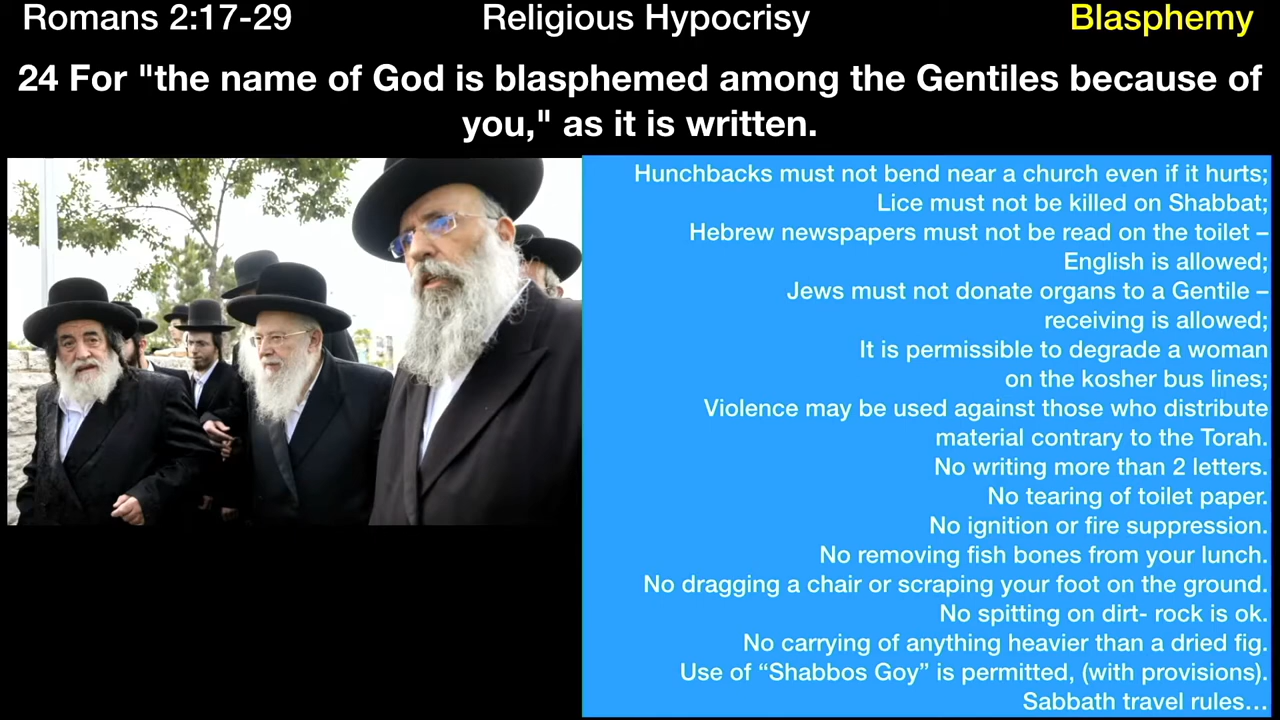 Romans 2:17-29
Religious Hypocrisy
Blasphemy
24 For "the name of God is blasphemed among the Gentiles because of
you," as it is written.
Hunchbacks must not bend near a church even if it hurts;
Lice must not be killed on Shabbat;
Hebrew newspapers must not be read on the toilet –
English is allowed;
Jews must not donate organs to a Gentile –
receiving is allowed;
It is permissible to degrade a woman
on the kosher bus lines;
Violence may be used against those who distribute
material contrary to the Torah.
No writing more than 2 letters.
No tearing of toilet paper.
No ignition or fire suppression.
No removing fish bones from your lunch.
No dragging a chair or scraping your foot on the ground.
No spitting on dirt- rock is ok.
No carrying of anything heavier than a dried fig.
Use of “Shabbos Goy” is permitted, (with provisions).
Sabbath travel rules…